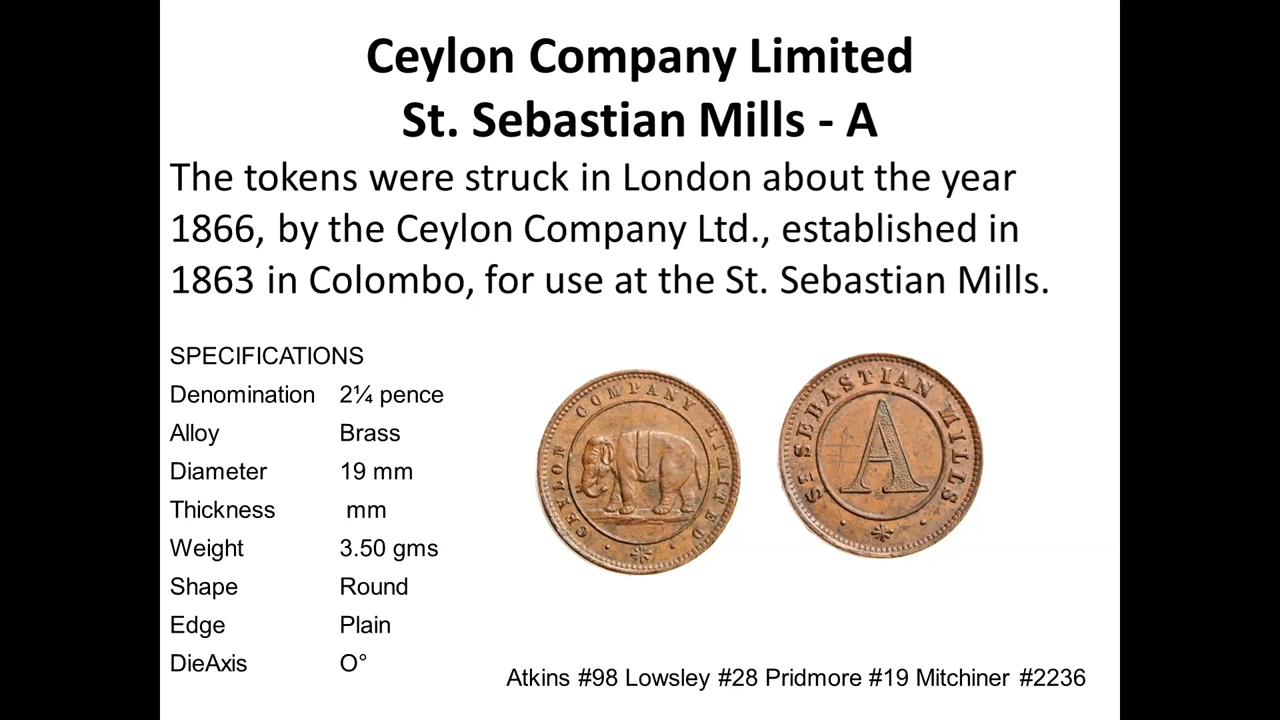 Ceylon Company Limited
St. Sebastian Mills - A
The tokens were struck in London about the year
1866, by the Ceylon Company Ltd., established in
1863 in Colombo, for use at the St. Sebastian Mills.
SPECIFICATIONS
Denomination 2¼ pence
Alloy Brass
Diameter 19 mm
Thickness mm
Weight 3.50 gms
Shape Round
Edge Plain
DieAxis O°
CEYLON COMPANY LIMITED
ST SEBASTIAN MILLS
A
Atkins #98 Lowsley #28 Pridmore #19 Mitchiner #2236